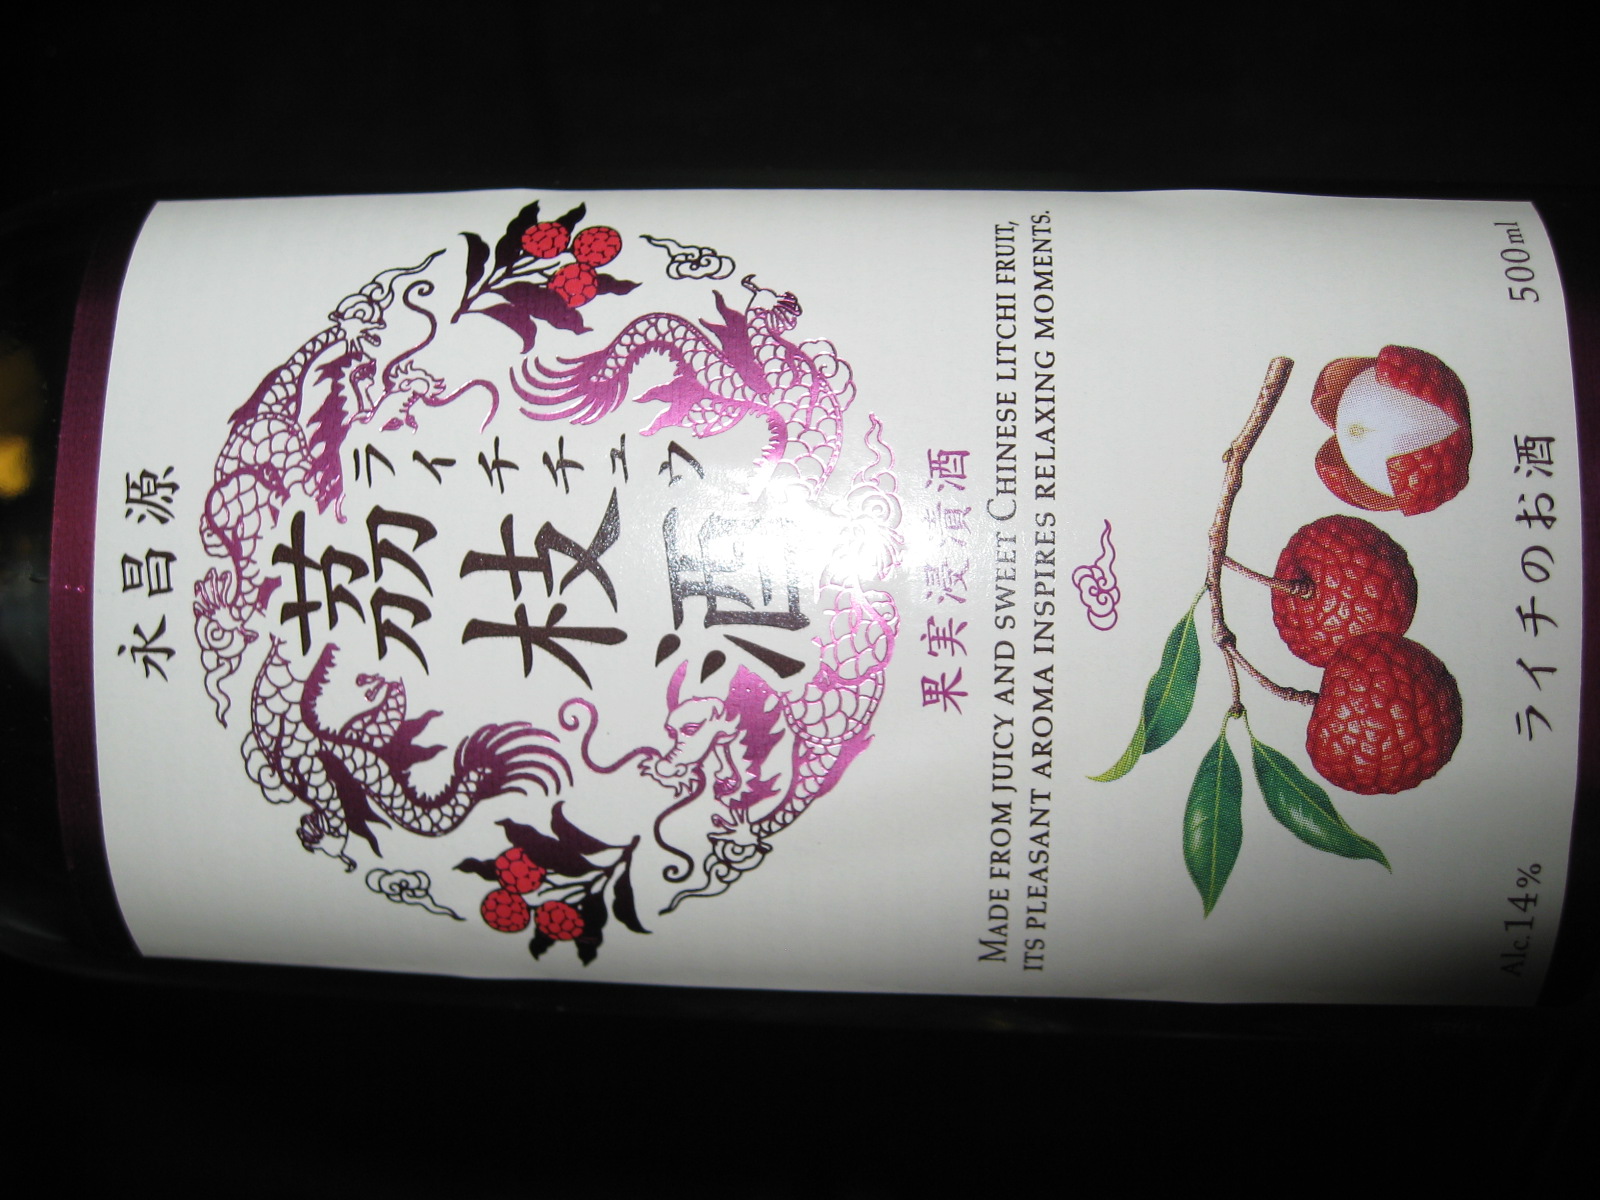 永昌源
荔枝酒
ライチチュウ
果実浸漬酒
MADE FROM JUICY AND SWEET CHINESE LITCHI FRUIT,
ITS PLEASANT AROMA INSPIRES RELAXING MOMENTS.
Alc.14%
ライチのお酒
500ml